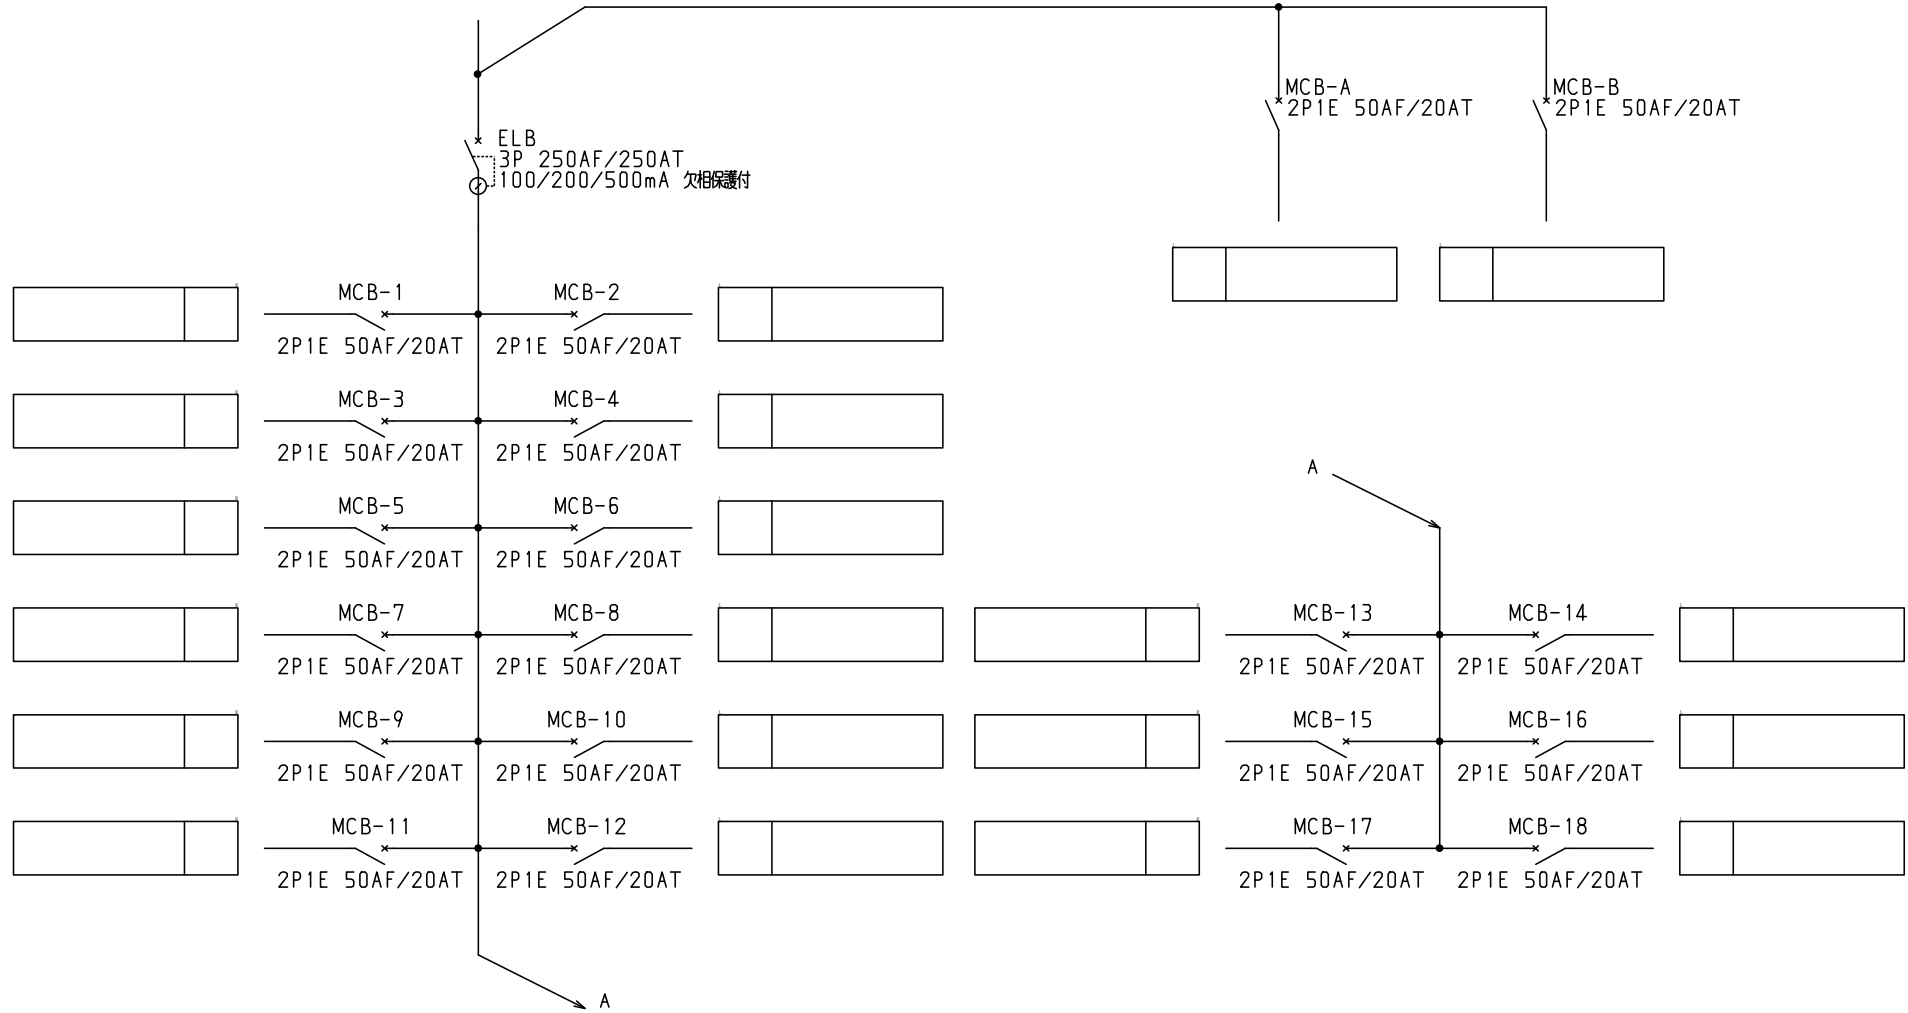 MCB-A
2P1E 50AF/20AT
MCB-B
2P1E 50AF/20AT
ELB
3P 250AF/250AT
100/200/500mA 欠相保護付
MCB-1
2P1E 50AF/20AT
MCB-2
2P1E 50AF/20AT
MCB-3
2P1E 50AF/20AT
MCB-4
2P1E 50AF/20AT
MCB-5
2P1E 50AF/20AT
MCB-6
2P1E 50AF/20AT
MCB-7
2P1E 50AF/20AT
MCB-8
2P1E 50AF/20AT
MCB-9
2P1E 50AF/20AT
MCB-10
2P1E 50AF/20AT
MCB-11
2P1E 50AF/20AT
MCB-12
2P1E 50AF/20AT
A
A
MCB-13
2P1E 50AF/20AT
MCB-14
2P1E 50AF/20AT
MCB-15
2P1E 50AF/20AT
MCB-16
2P1E 50AF/20AT
MCB-17
2P1E 50AF/20AT
MCB-18
2P1E 50AF/20AT